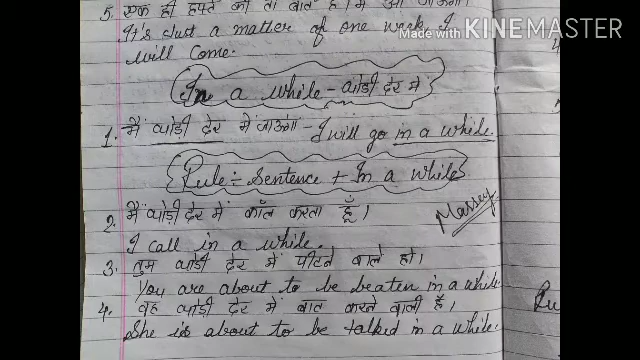 5. एक ही हफ्ते की तो बात है। मैं आ जाऊंगा।
It's Just a matter of one week. I
will come.
Made with KINEMASTER
In a while - थोड़ी देर में
1. मैं थोड़ी देर में जाऊंगा - I will go in a while.
Rule ÷ Sentence + In a while
2. मैं थोड़ी देर में कॉल करता हूँ।
Massey
I call in a while.
3. तुम थोड़ी देर में पीटने वाले हो।
You are about to be beaten in a while.
4. वह थोड़ी देर में बात करने वाली है।
She is about to be talked in a while.